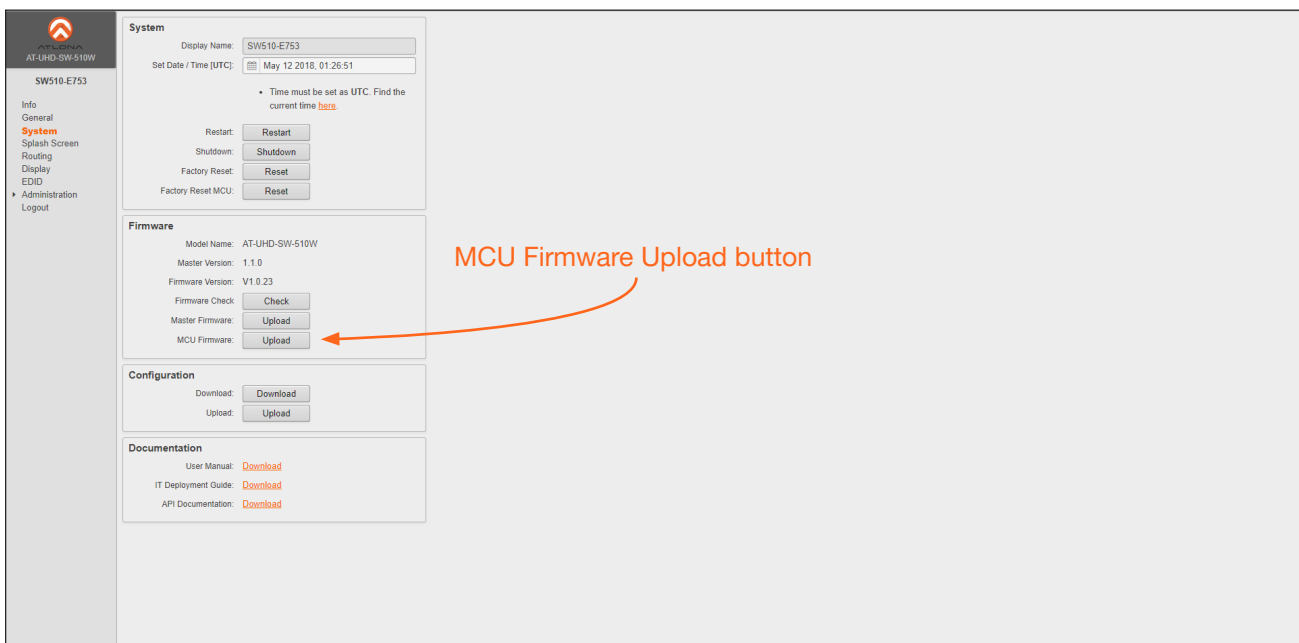 ATLONA
AT-UHD-SW-510W
SW510-E753
Info
General
System
Splash Screen
Routing
Display
EDID
Administration
Logout
System
Display Name: SW510-E753
Set Date / Time [UTC]: May 12 2018, 01:26:51
• Time must be set as UTC. Find the
current time here.
Restart: Restart
Shutdown: Shutdown
Factory Reset: Reset
Factory Reset MCU: Reset
Firmware
Model Name: AT-UHD-SW-510W
Master Version: 1.1.0
Firmware Version: V1.0.23
Firmware Check Check
Master Firmware: Upload
MCU Firmware: Upload
MCU Firmware Upload button
Configuration
Download: Download
Upload: Upload
Documentation
User Manual: Download
IT Deployment Guide: Download
API Documentation: Download